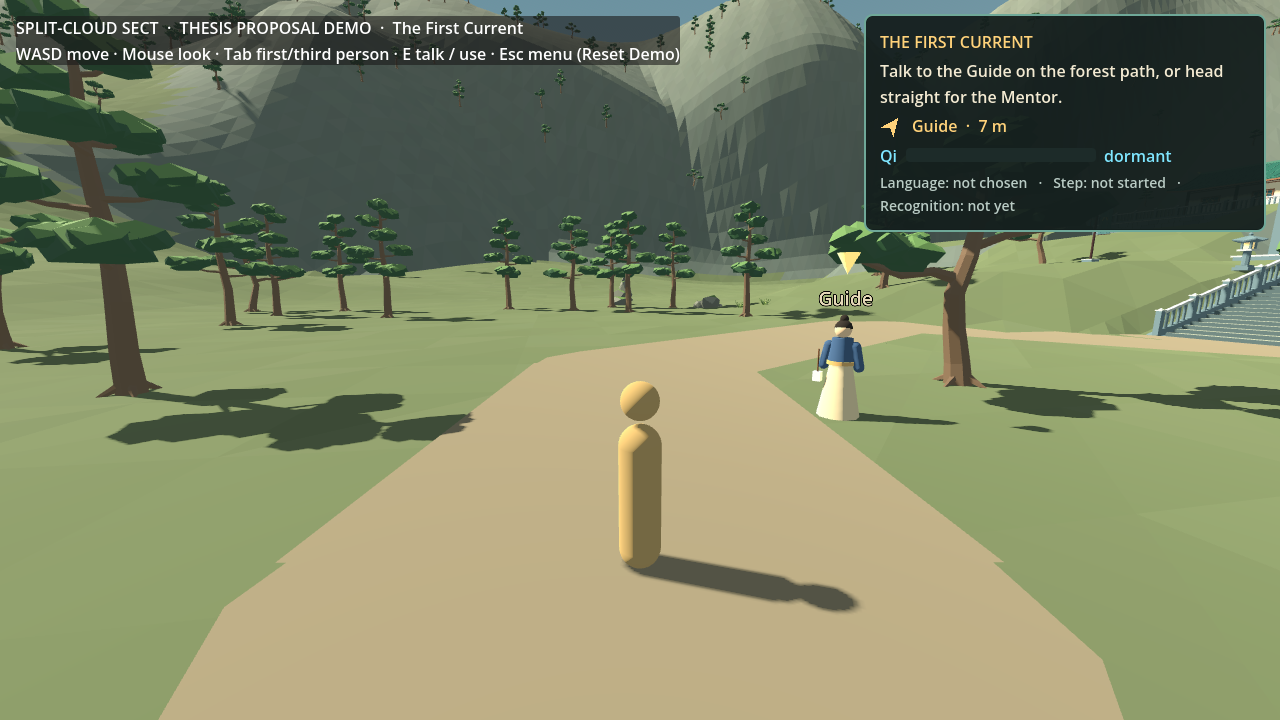 SPLIT-CLOUD SECT · THESIS PROPOSAL DEMO · The First Current
WASD move · Mouse look · Tab first/third person · E talk / use · Esc menu (Reset Demo)
THE FIRST CURRENT
Talk to the Guide on the forest path, or head
straight for the Mentor.
Guide · 7 m
Qi dormant
Language: not chosen · Step: not started ·
Recognition: not yet
Guide